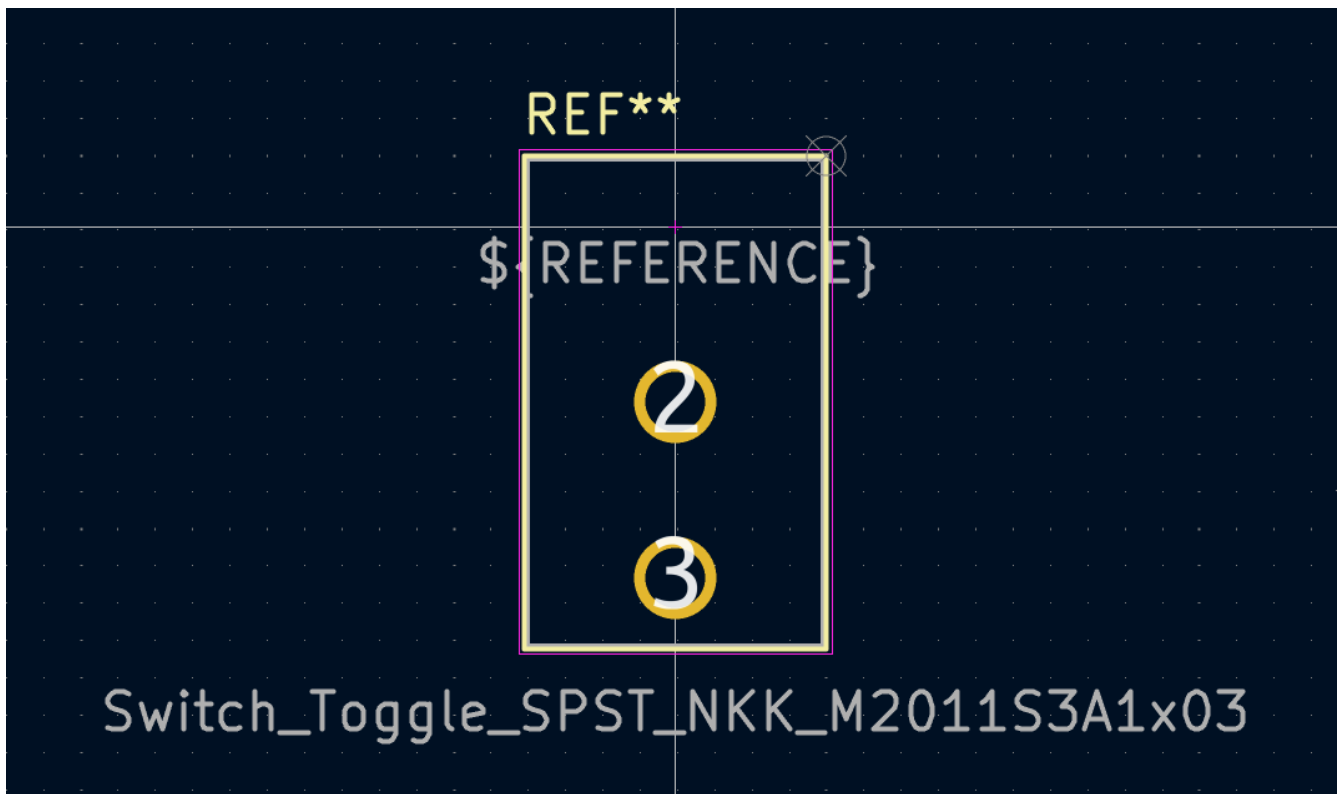 REF**
${REFERENCE}
2
3
Switch_Toggle_SPST_NKK_M2011S3A1x03